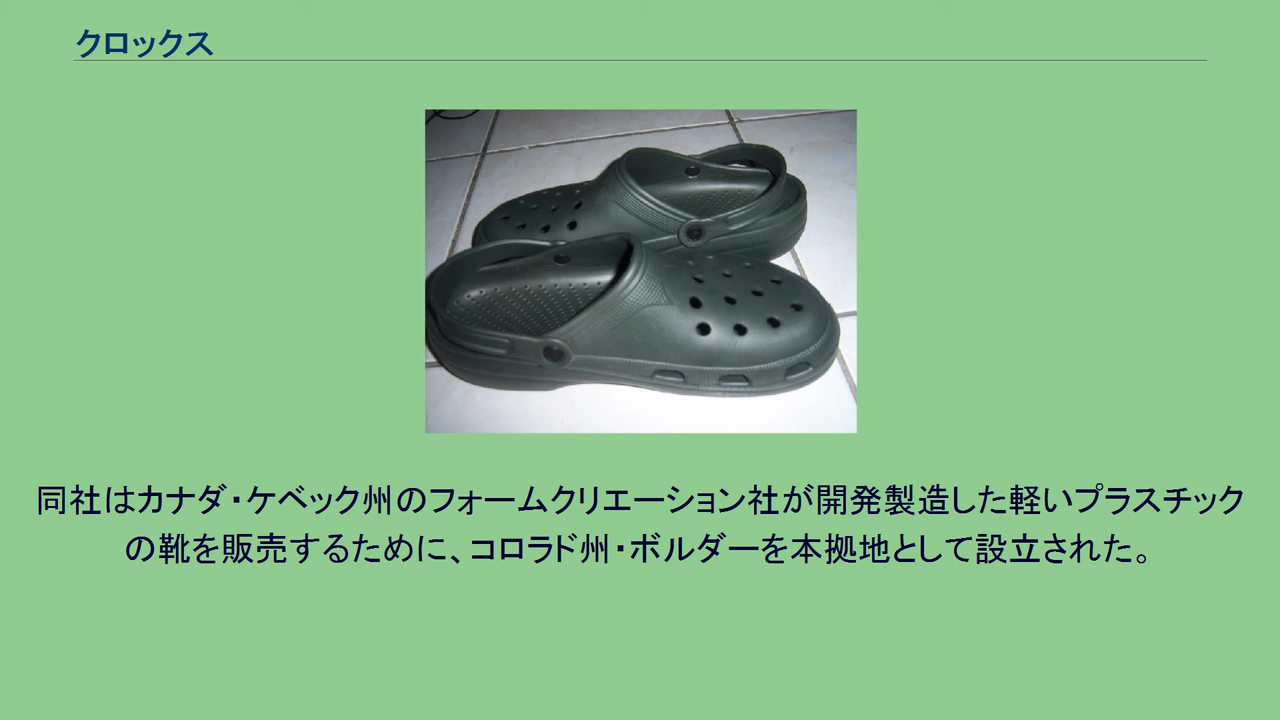 クロックス
同社はカナダ・ケベック州のフォームクリエーション社が開発製造した軽いプラスチック
の靴を販売するために、コロラド州・ボルダーを本拠地として設立された。